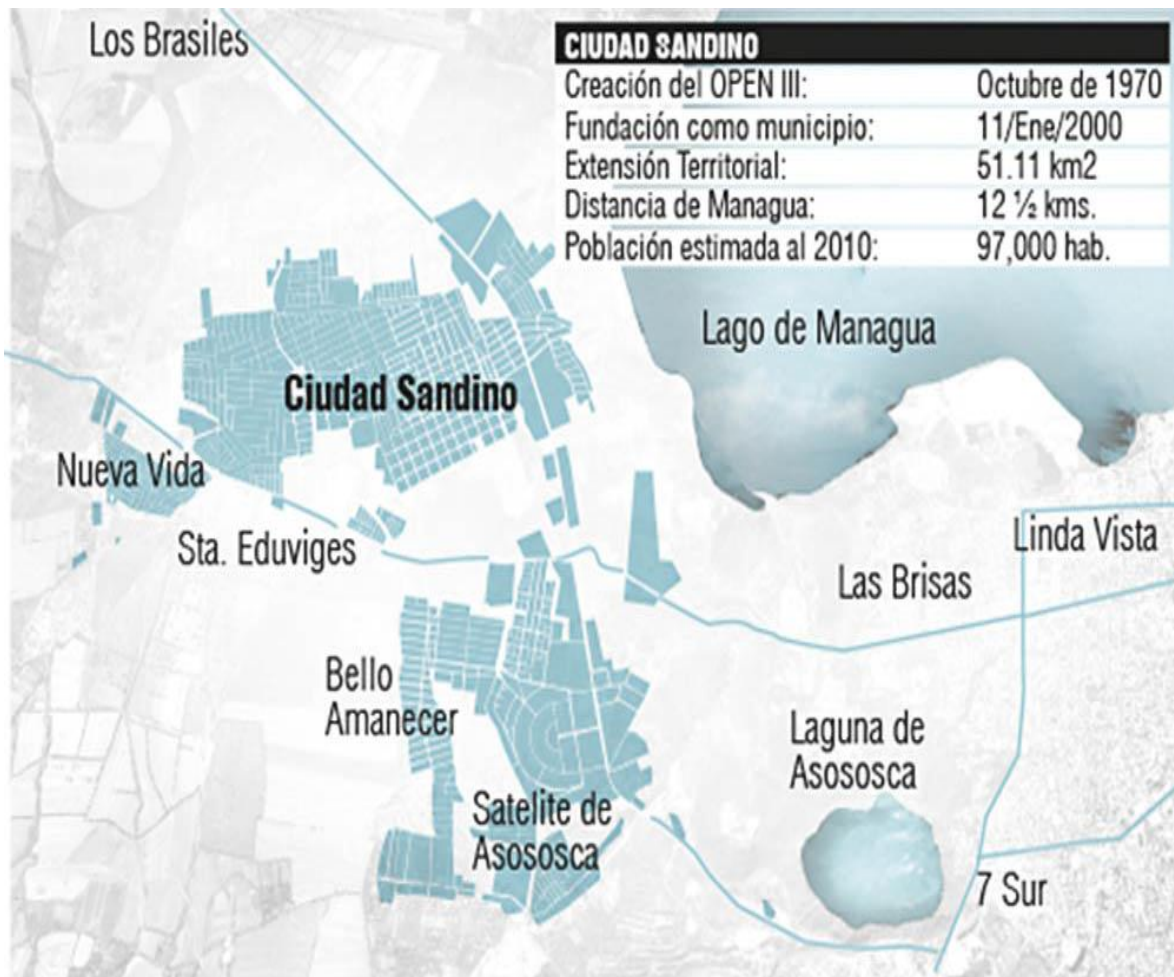 Los Brasiles
CIUDAD SANDINO
Creación del OPEN III: Octubre de 1970
Fundación como municipio: 11/Ene/2000
Extensión Territorial: 51.11 km2
Distancia de Managua: 12 ½ kms.
Población estimada al 2010: 97,000 hab.
Lago de Managua
Ciudad Sandino
Nueva Vida
Sta. Eduviges
Linda Vista
Las Brisas
Bello
Amanecer
Laguna de
Asososca
Satelite de
Asososca
7 Sur